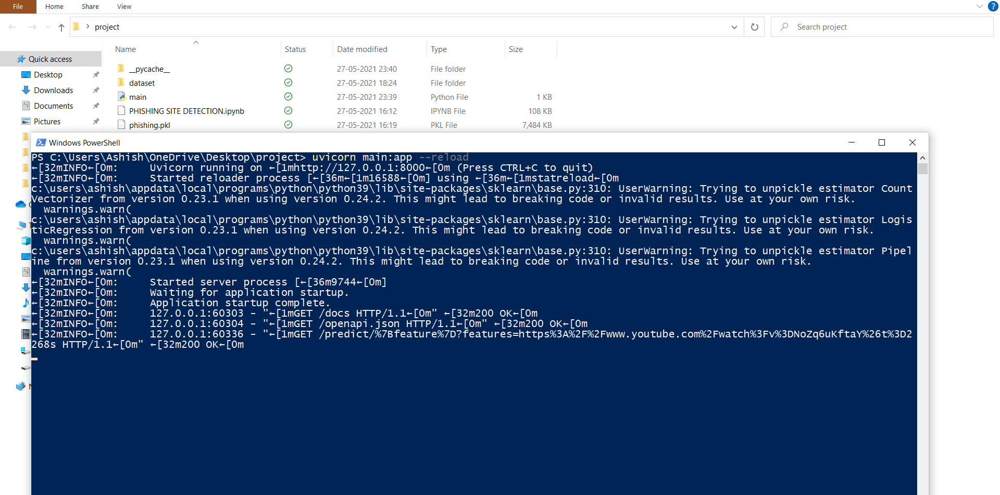 File Home Share View
project
Search project
Name Status Date modified Type Size
Quick access
Desktop
Downloads
Documents
Pictures
__pycache__ 27-05-2021 23:40 File folder
dataset 27-05-2021 18:24 File folder
main 27-05-2021 23:39 Python File 1 KB
PHISHING SITE DETECTION.ipynb 27-05-2021 16:12 IPYNB File 108 KB
phishing.pkl 27-05-2021 16:19 PKL File 7,484 KB
Windows PowerShell
PS C:\Users\Ashish\OneDrive\Desktop\project> uvicorn main:app --reload
←[32mINFO←[0m:     Uvicorn running on ←[1mhttp://127.0.0.1:8000←[0m (Press CTRL+C to quit)
←[32mINFO←[0m:     Started reloader process [←[36m←[1m16588←[0m] using ←[36m←[1mstatreload←[0m
c:\users\ashish\appdata\local\programs\python\python39\lib\site-packages\sklearn\base.py:310: UserWarning: Trying to unpickle estimator Count
Vectorizer from version 0.23.1 when using version 0.24.2. This might lead to breaking code or invalid results. Use at your own risk.
  warnings.warn(
c:\users\ashish\appdata\local\programs\python\python39\lib\site-packages\sklearn\base.py:310: UserWarning: Trying to unpickle estimator Logis
ticRegression from version 0.23.1 when using version 0.24.2. This might lead to breaking code or invalid results. Use at your own risk.
  warnings.warn(
c:\users\ashish\appdata\local\programs\python\python39\lib\site-packages\sklearn\base.py:310: UserWarning: Trying to unpickle estimator Pipel
ine from version 0.23.1 when using version 0.24.2. This might lead to breaking code or invalid results. Use at your own risk.
  warnings.warn(
←[32mINFO←[0m:     Started server process [←[36m9744←[0m]
←[32mINFO←[0m:     Waiting for application startup.
←[32mINFO←[0m:     Application startup complete.
←[32mINFO←[0m:     127.0.0.1:60303 - "←[1mGET /docs HTTP/1.1←[0m" ←[32m200 OK←[0m
←[32mINFO←[0m:     127.0.0.1:60304 - "←[1mGET /openapi.json HTTP/1.1←[0m" ←[32m200 OK←[0m
←[32mINFO←[0m:     127.0.0.1:60336 - "←[1mGET /predict/%7Bfeature%7D?features=https%3A%2F%2Fwww.youtube.com%2Fwatch%3Fv%3DNoZq6uKftaY%26t%3D2
268s HTTP/1.1←[0m" ←[32m200 OK←[0m